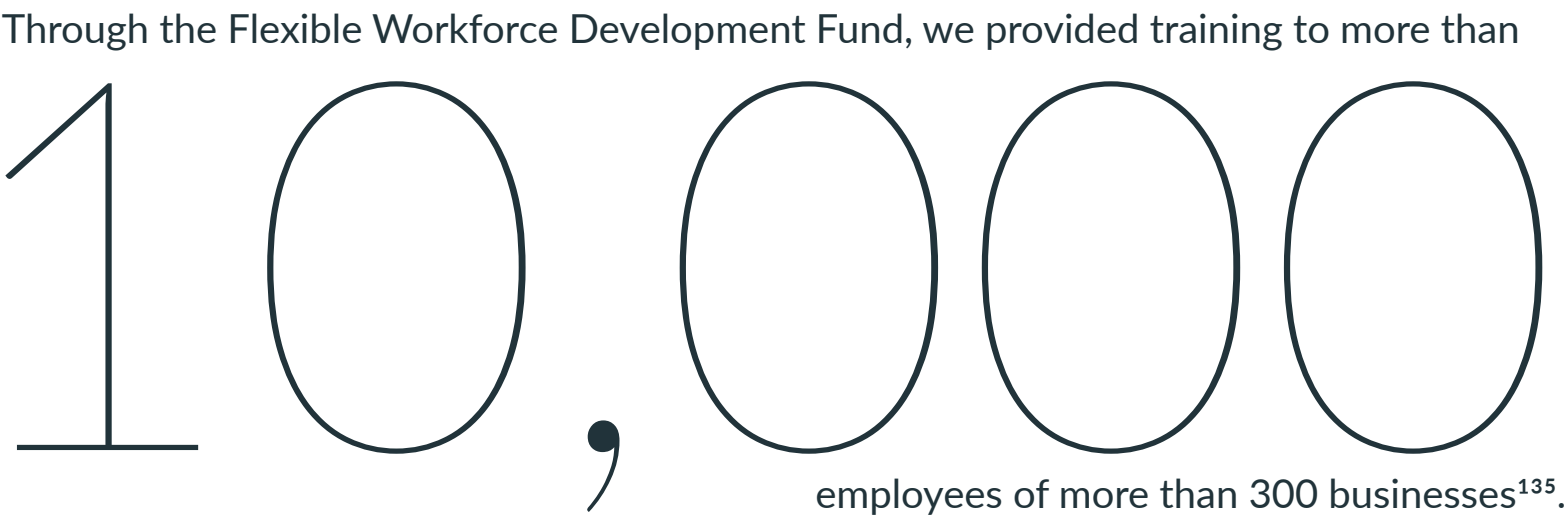 Through the Flexible Workforce Development Fund, we provided training to more than
10,000
employees of more than 300 businesses¹³⁵.